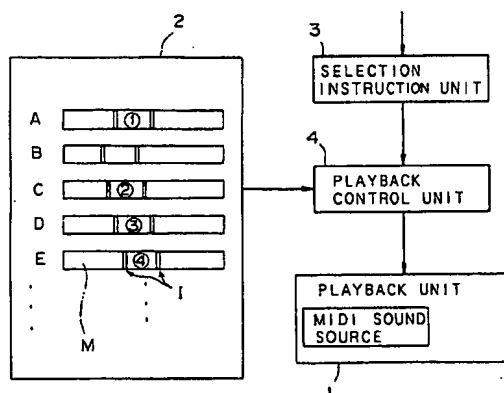 2
3
SELECTION
INSTRUCTION UNIT
A ①
B
4
C ②
PLAYBACK
CONTROL UNIT
D ③
E ④
PLAYBACK UNIT
MIDI SOUND
SOURCE
M
I